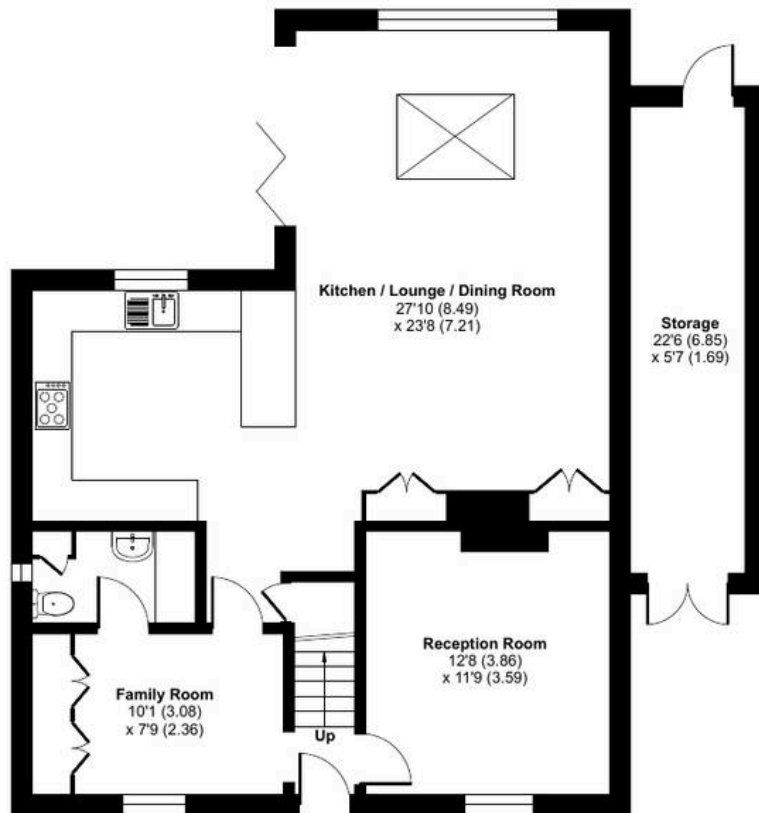 Kitchen / Lounge / Dining Room
27'10 (8.49)
x 23'8 (7.21)
Storage
22'6 (6.85)
x 5'7 (1.69)
Reception Room
12'8 (3.86)
x 11'9 (3.59)
Family Room
10'1 (3.08)
x 7'9 (2.36)
Up